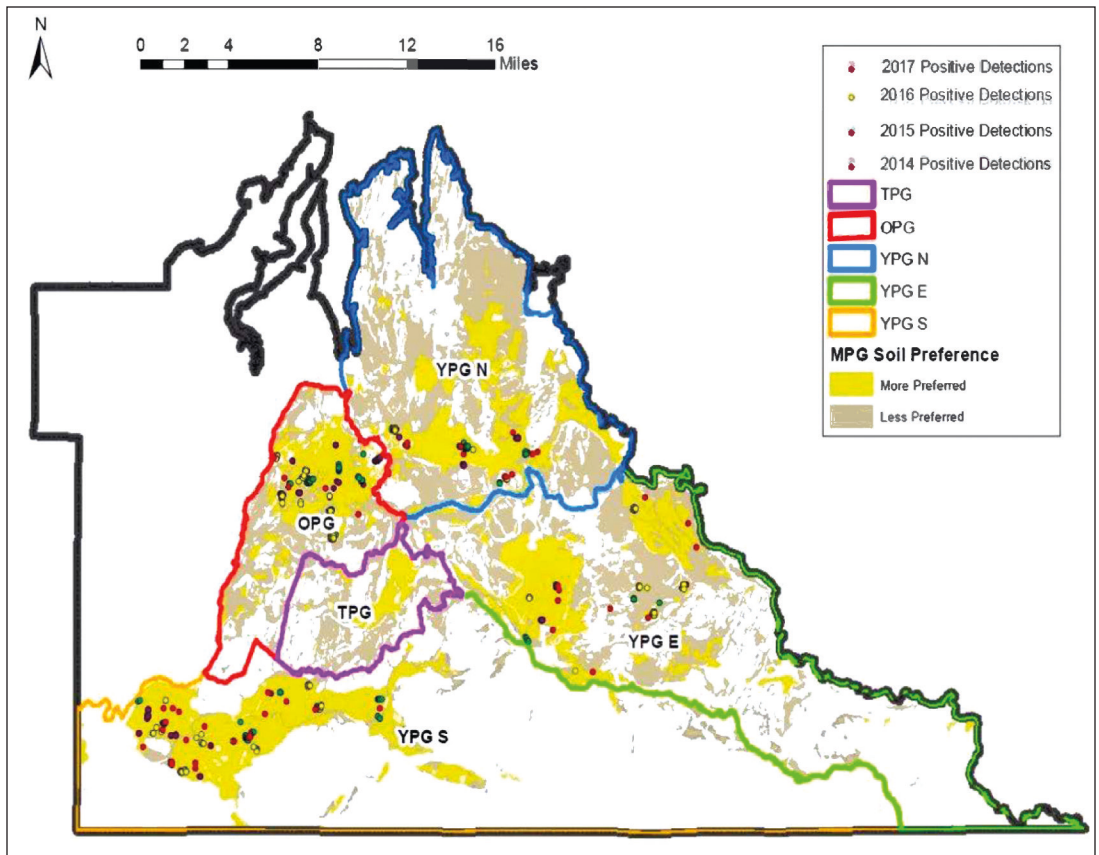 N
0 2 4 8 12 16
Miles
2017 Positive Detections
2016 Positive Detections
2015 Positive Detections
2014 Positive Detections
TPG
OPG
YPG N
YPG E
YPG S
MPG Soil Preference
More Preferred
Less Preferred
YPG N
OPG
TPG
YPG E
YPG S